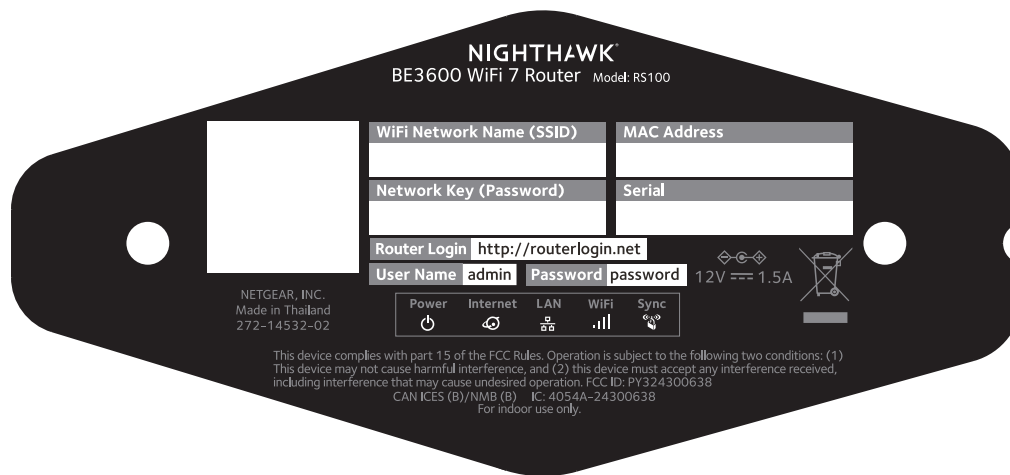 NIGHTHAWK®
BE3600 WiFi 7 Router Model: RS100
WiFi Network Name (SSID)
MAC Address
Network Key (Password)
Serial
Router Login http://routerlogin.net
User Name admin Password password
12V ⎓ 1.5A
NETGEAR, INC.
Made in Thailand
272-14532-02
Power Internet LAN WiFi Sync
This device complies with part 15 of the FCC Rules. Operation is subject to the following two conditions: (1)
This device may not cause harmful interference, and (2) this device must accept any interference received,
including interference that may cause undesired operation. FCC ID: PY324300638
CAN ICES (B)/NMB (B) IC: 4054A-24300638
For indoor use only.